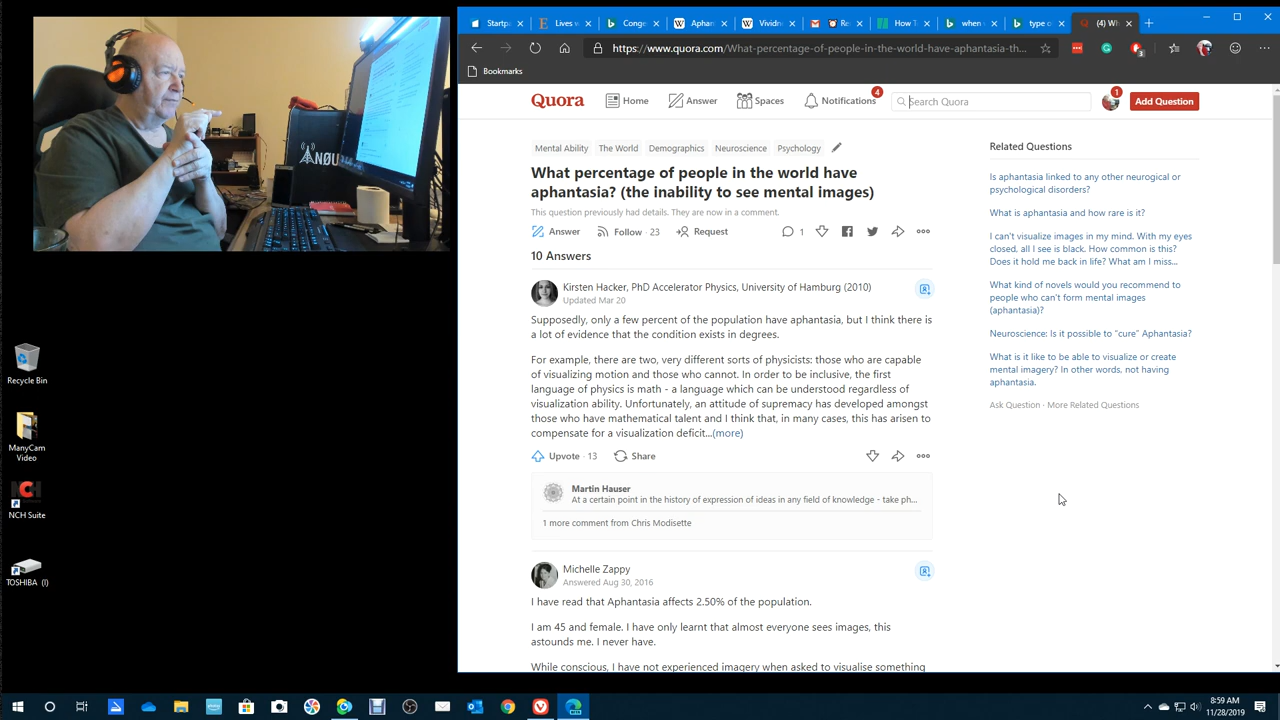 Startpa
Lives w
Conge
Aphan
Vividne
Re
How T
when v
type o
(4) Wh
https://www.quora.com/What-percentage-of-people-in-the-world-have-aphantasia-th...
3
Bookmarks
Quora
Home
Answer
Spaces
Notifications
4
Search Quora
1
Add Question
Mental Ability
The World
Demographics
Neuroscience
Psychology
What percentage of people in the world have
aphantasia? (the inability to see mental images)
This question previously had details. They are now in a comment.
Answer
Follow · 23
Request
1
10 Answers
Kirsten Hacker, PhD Accelerator Physics, University of Hamburg (2010)
Updated Mar 20
Supposedly, only a few percent of the population have aphantasia, but I think there is
a lot of evidence that the condition exists in degrees.
For example, there are two, very different sorts of physicists: those who are capable
of visualizing motion and those who cannot. In order to be inclusive, the first
language of physics is math - a language which can be understood regardless of
visualization ability. Unfortunately, an attitude of supremacy has developed amongst
those who have mathematical talent and I think that, in many cases, this has arisen to
compensate for a visualization deficit...(more)
Upvote · 13
Share
Martin Hauser
At a certain point in the history of expression of ideas in any field of knowledge - take ph...
1 more comment from Chris Modisette
Michelle Zappy
Answered Aug 30, 2016
I have read that Aphantasia affects 2.50% of the population.
I am 45 and female. I have only learnt that almost everyone sees images, this
astounds me. I never have.
While conscious, I have not experienced imagery when asked to visualise something
Related Questions
Is aphantasia linked to any other neurogical or
psychological disorders?
What is aphantasia and how rare is it?
I can't visualize images in my mind. With my eyes
closed, all I see is black. How common is this?
Does it hold me back in life? What am I miss...
What kind of novels would you recommend to
people who can't form mental images
(aphantasia)?
Neuroscience: Is it possible to "cure" Aphantasia?
What is it like to be able to visualize or create
mental imagery? In other words, not having
aphantasia.
Ask Question · More Related Questions
Recycle Bin
ManyCam
Video
NCH Suite
TOSHIBA (I)
8:59 AM
11/28/2019